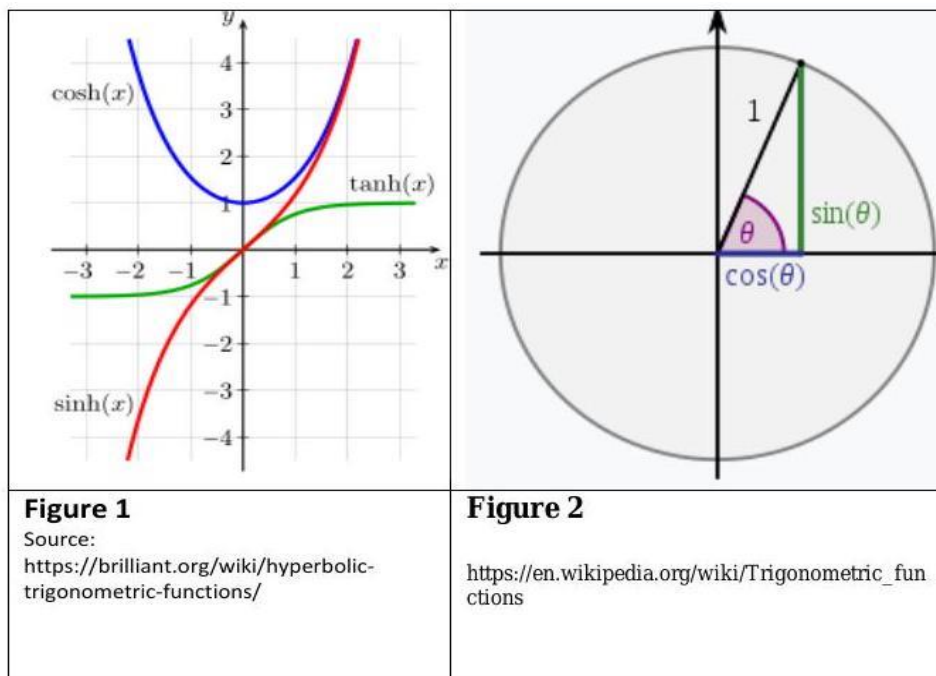 y
4
cosh(x)
3
2
tanh(x)
1
−3 −2 −1 1 2 3 x
−1
−2
−3
sinh(x)
−4
1
sin(θ)
θ
cos(θ)
Figure 1
Source:
https://brilliant.org/wiki/hyperbolic-
trigonometric-functions/
Figure 2
https://en.wikipedia.org/wiki/Trigonometric_fun
ctions